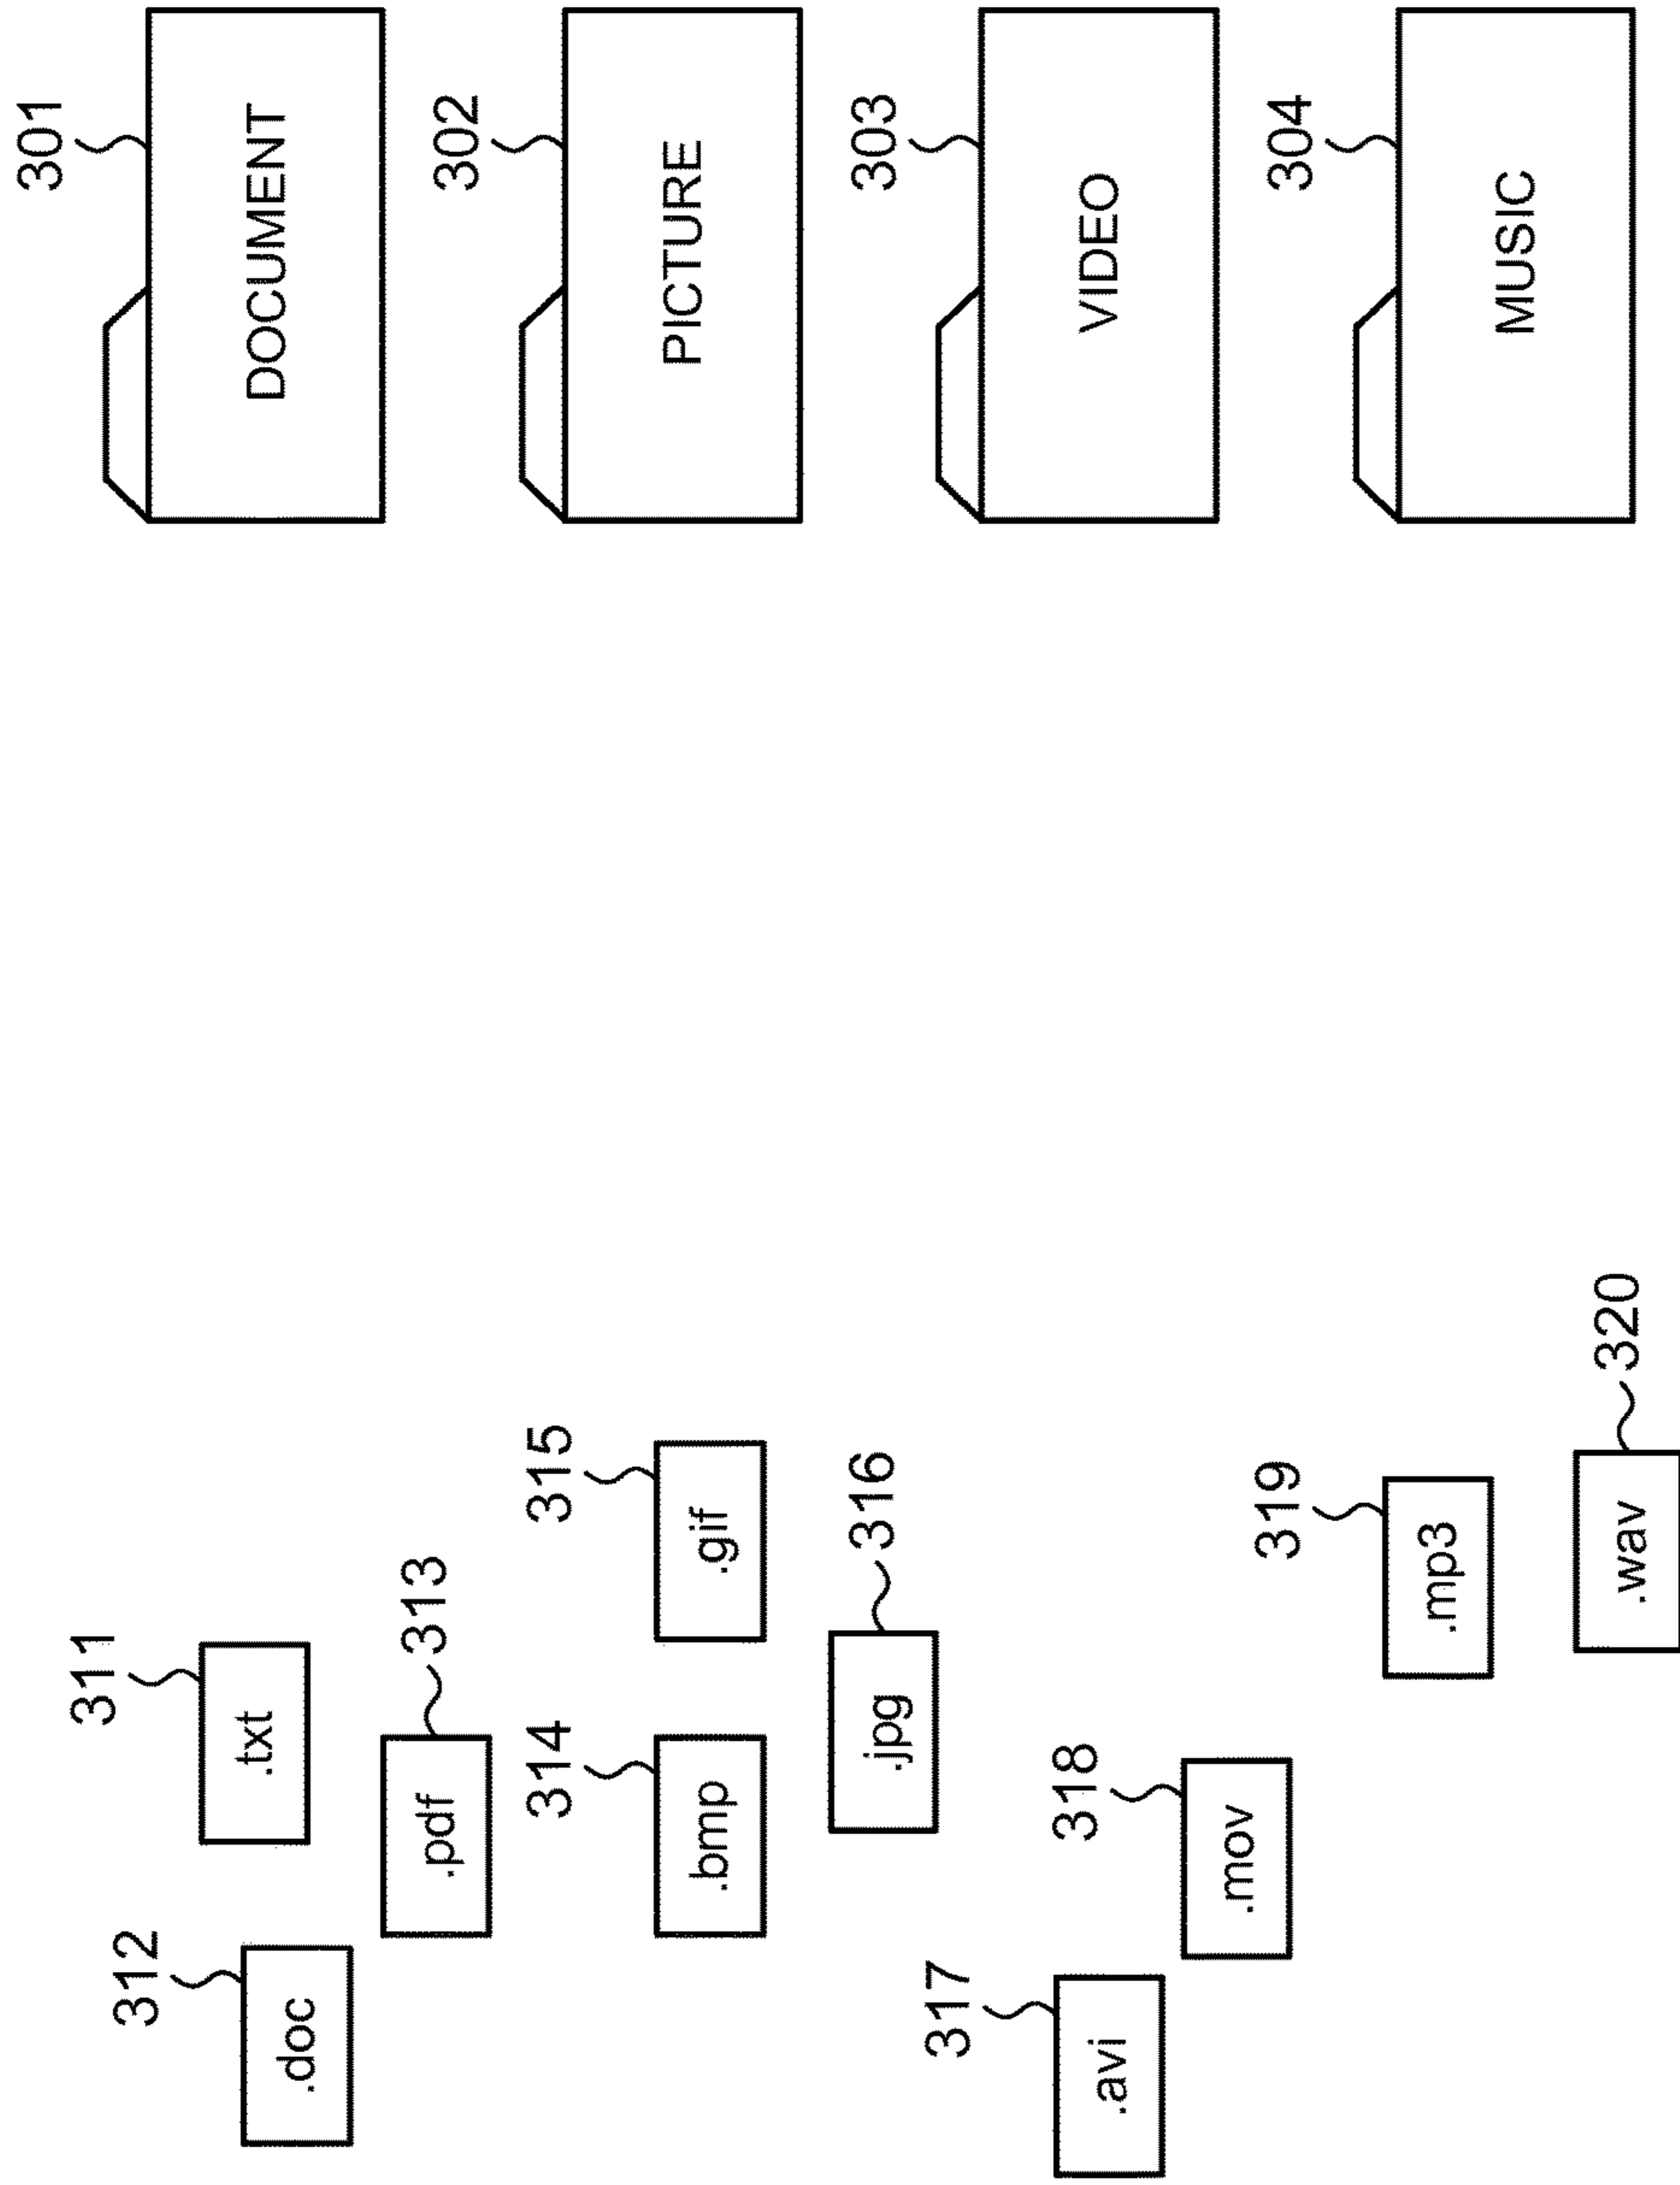 311
.txt
312
.doc
313
.pdf
314
.bmp
315
.gif
316
.jpg
317
.avi
318
.mov
319
.mp3
320
.wav
301
DOCUMENT
302
PICTURE
303
VIDEO
304
MUSIC